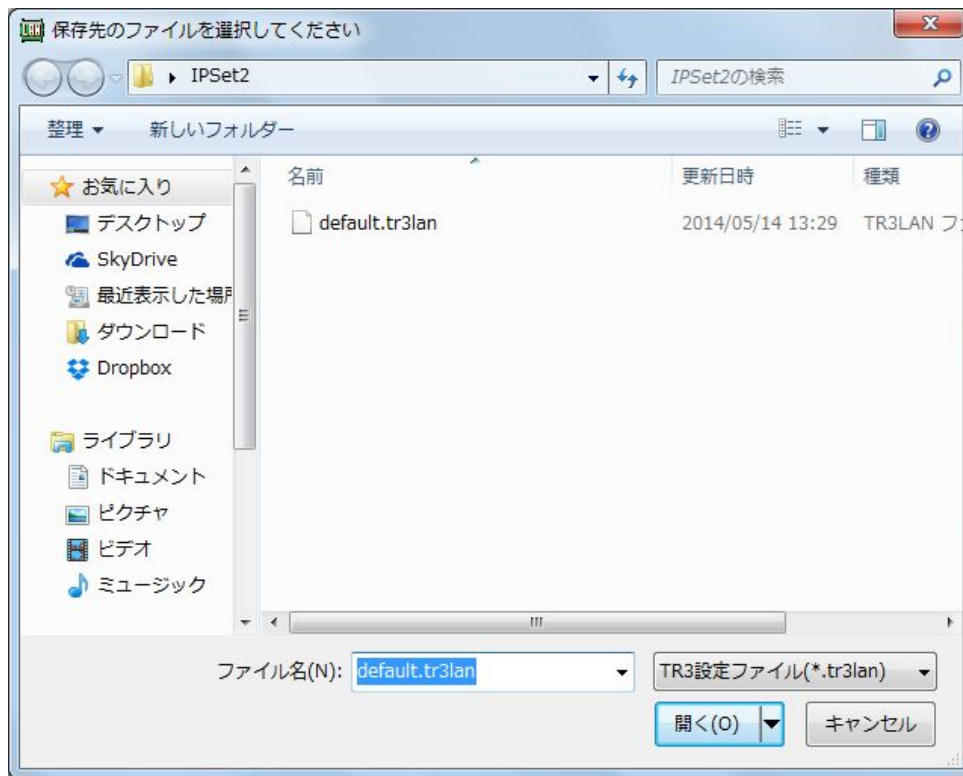 保存先のファイルを選択してください
IPSet2
IPSet2の検索
整理
新しいフォルダー
お気に入り
デスクトップ
SkyDrive
最近表示した場所
ダウンロード
Dropbox
ライブラリ
ドキュメント
ピクチャ
ビデオ
ミュージック
名前 更新日時 種類
default.tr3lan 2014/05/14 13:29 TR3LAN フ
ファイル名(N): default.tr3lan TR3設定ファイル(*.tr3lan)
開く(O) キャンセル